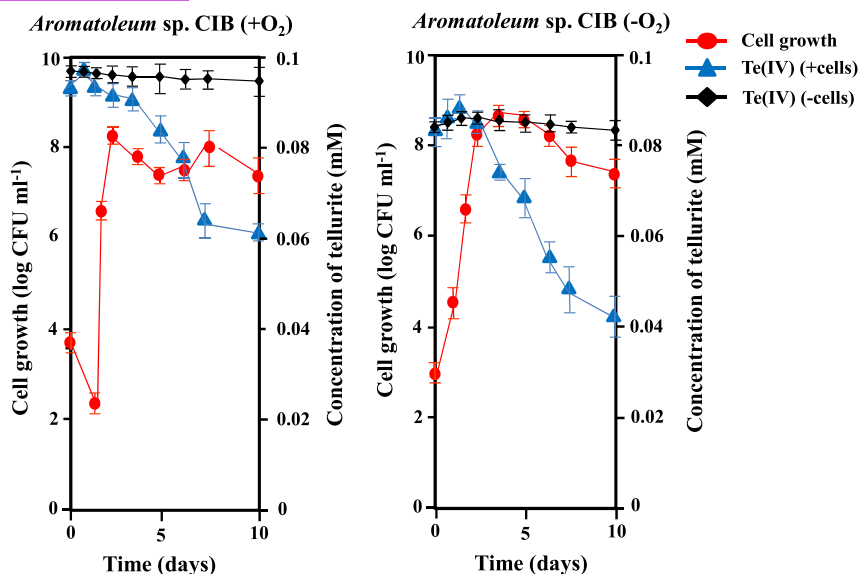 Aromatoleum sp. CIB (+O₂)
Aromatoleum sp. CIB (-O₂)
Cell growth
Te(IV) (+cells)
Te(IV) (-cells)
Cell growth (log CFU ml⁻¹)
10
8
6
4
2
0
0.1
0.08
0.06
0.04
0.02
0
Concentration of tellurite (mM)
0 5 10
Time (days)
Cell growth (log CFU ml⁻¹)
10
8
6
4
2
0
0.1
0.08
0.06
0.04
0.02
0
Concentration of tellurite (mM)
0 5 10
Time (days)